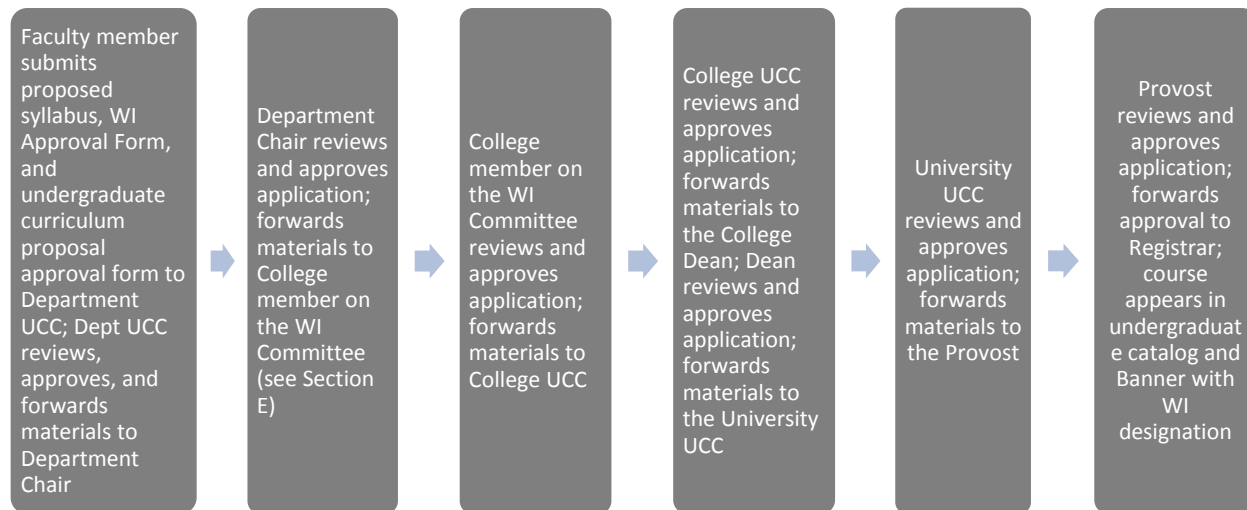 Faculty member
submits
proposed
syllabus, WI
Approval Form,
and
undergraduate
curriculum
proposal
approval form to
Department
UCC; Dept UCC
reviews,
approves, and
forwards
materials to
Department
Chair
Department
Chair reviews
and approves
application;
forwards
materials to
College
member on
the WI
Committee
(see Section
E)
College
member on
the WI
Committee
reviews and
approves
application;
forwards
materials to
College UCC
College UCC
reviews and
approves
application;
forwards
materials to
the College
Dean; Dean
reviews and
approves
application;
forwards
materials to
the University
UCC
University
UCC
reviews and
approves
application;
forwards
materials to
the Provost
Provost
reviews and
approves
application;
forwards
approval to
Registrar;
course
appears in
undergraduat
e catalog and
Banner with
WI
designation